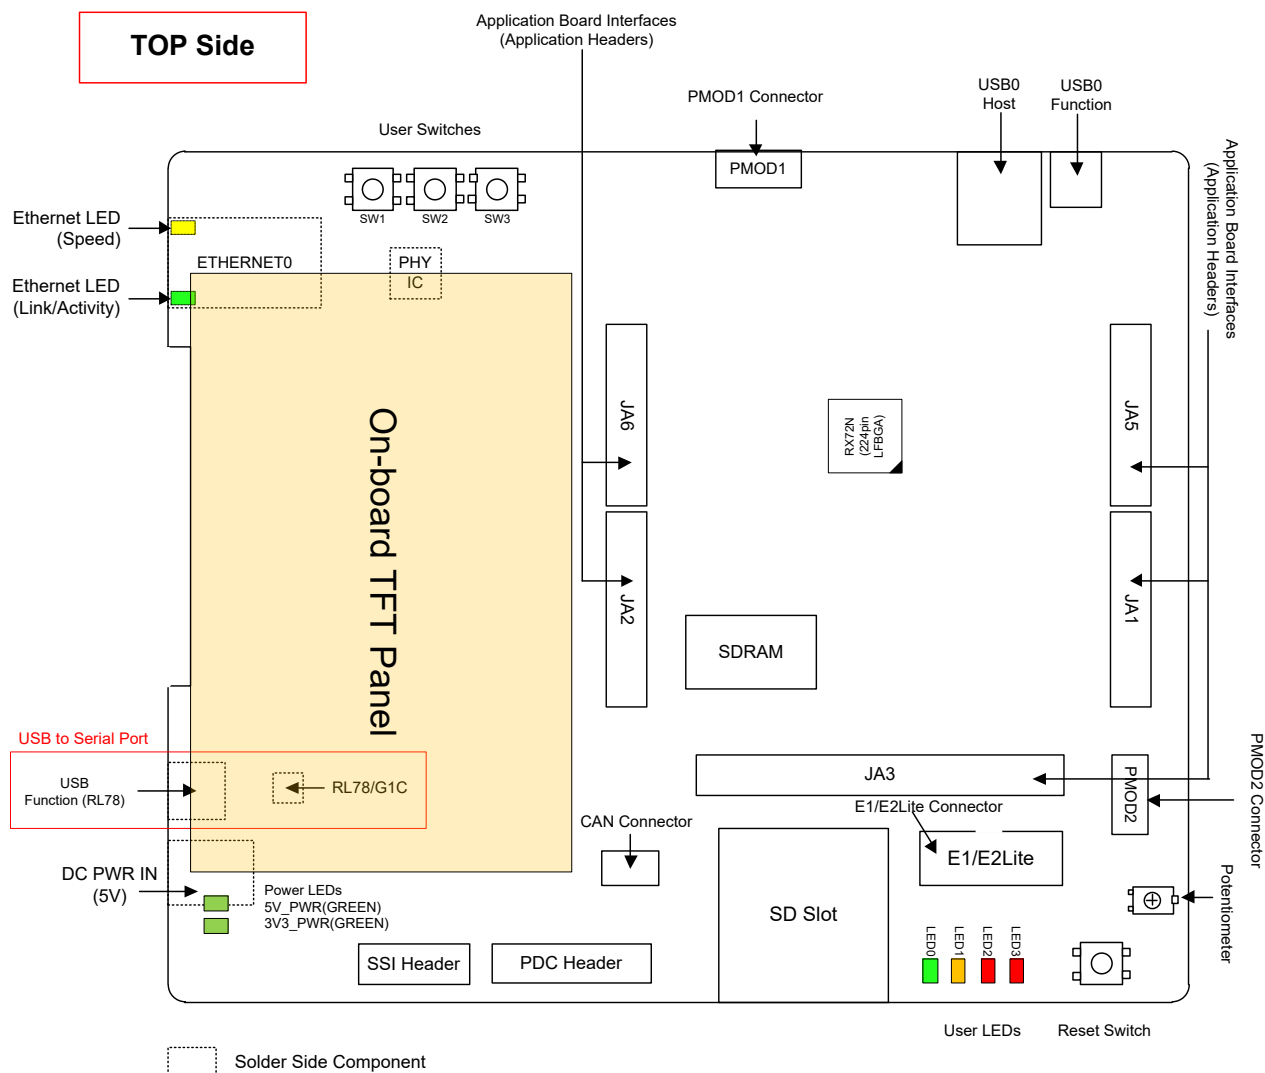 TOP Side
Application Board Interfaces
(Application Headers)
PMOD1 Connector
USB0
Host
USB0
Function
User Switches
PMOD1
SW1
SW2
SW3
Application Board Interfaces
(Application Headers)
Ethernet LED
(Speed)
ETHERNET0
PHY
IC
Ethernet LED
(Link/Activity)
On-board TFT Panel
JA6
JA5
RX72N
(224pin
LFBGA)
JA2
JA1
SDRAM
USB to Serial Port
USB
Function (RL78)
RL78/G1C
JA3
PMOD2
PMOD2 Connector
E1/E2Lite Connector
CAN Connector
E1/E2Lite
DC PWR IN
(5V)
Power LEDs
5V_PWR(GREEN)
3V3_PWR(GREEN)
SD Slot
Potentiometer
LED0
LED1
LED2
LED3
SSI Header
PDC Header
User LEDs
Reset Switch
Solder Side Component